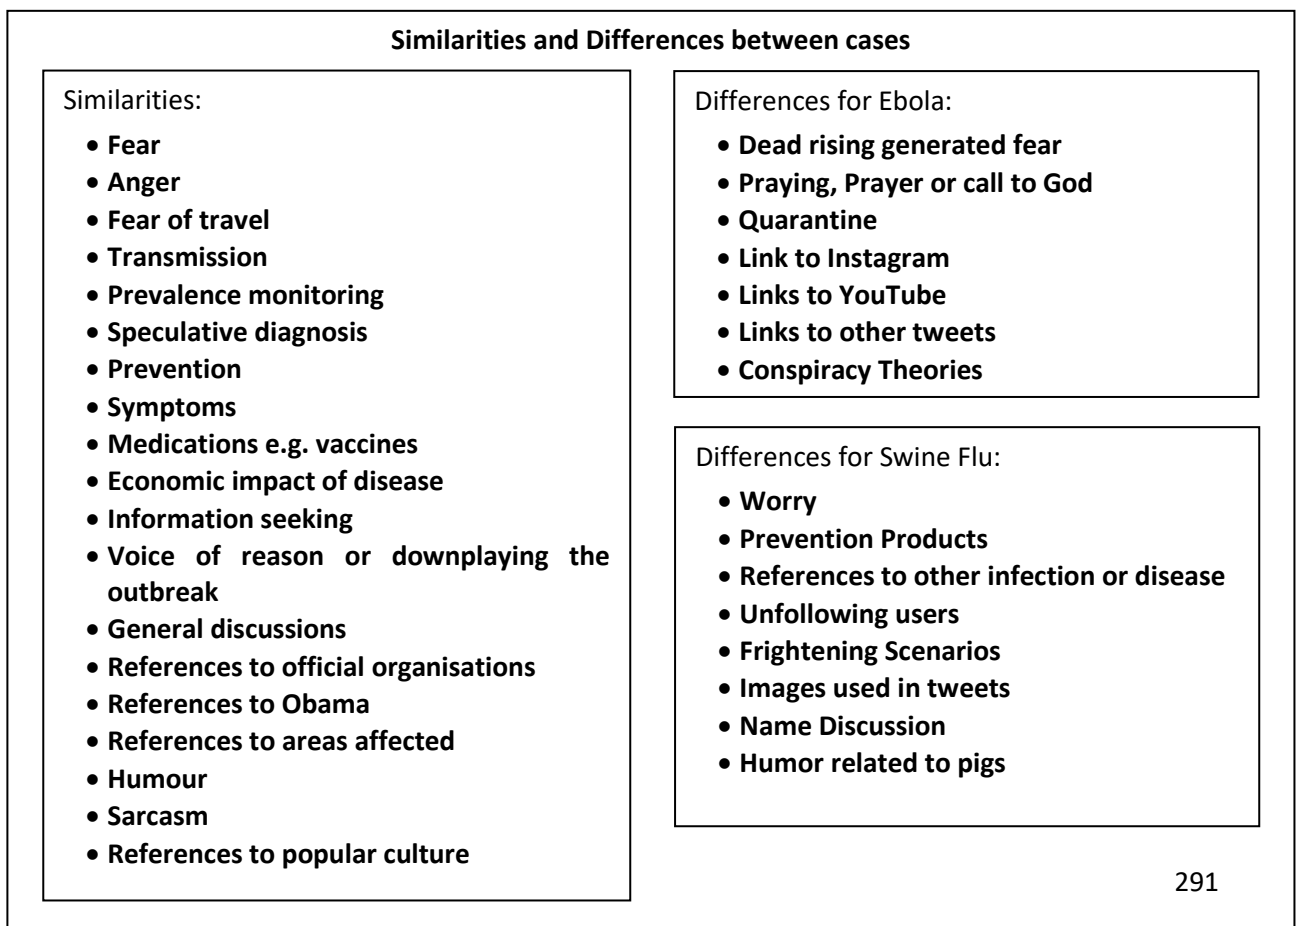 Similarities and Differences between cases
Similarities:
• Fear
• Anger
• Fear of travel
• Transmission
• Prevalence monitoring
• Speculative diagnosis
• Prevention
• Symptoms
• Medications e.g. vaccines
• Economic impact of disease
• Information seeking
• Voice of reason or downplaying the
outbreak
• General discussions
• References to official organisations
• References to Obama
• References to areas affected
• Humour
• Sarcasm
• References to popular culture
Differences for Ebola:
• Dead rising generated fear
• Praying, Prayer or call to God
• Quarantine
• Link to Instagram
• Links to YouTube
• Links to other tweets
• Conspiracy Theories
Differences for Swine Flu:
• Worry
• Prevention Products
• References to other infection or disease
• Unfollowing users
• Frightening Scenarios
• Images used in tweets
• Name Discussion
• Humor related to pigs
291